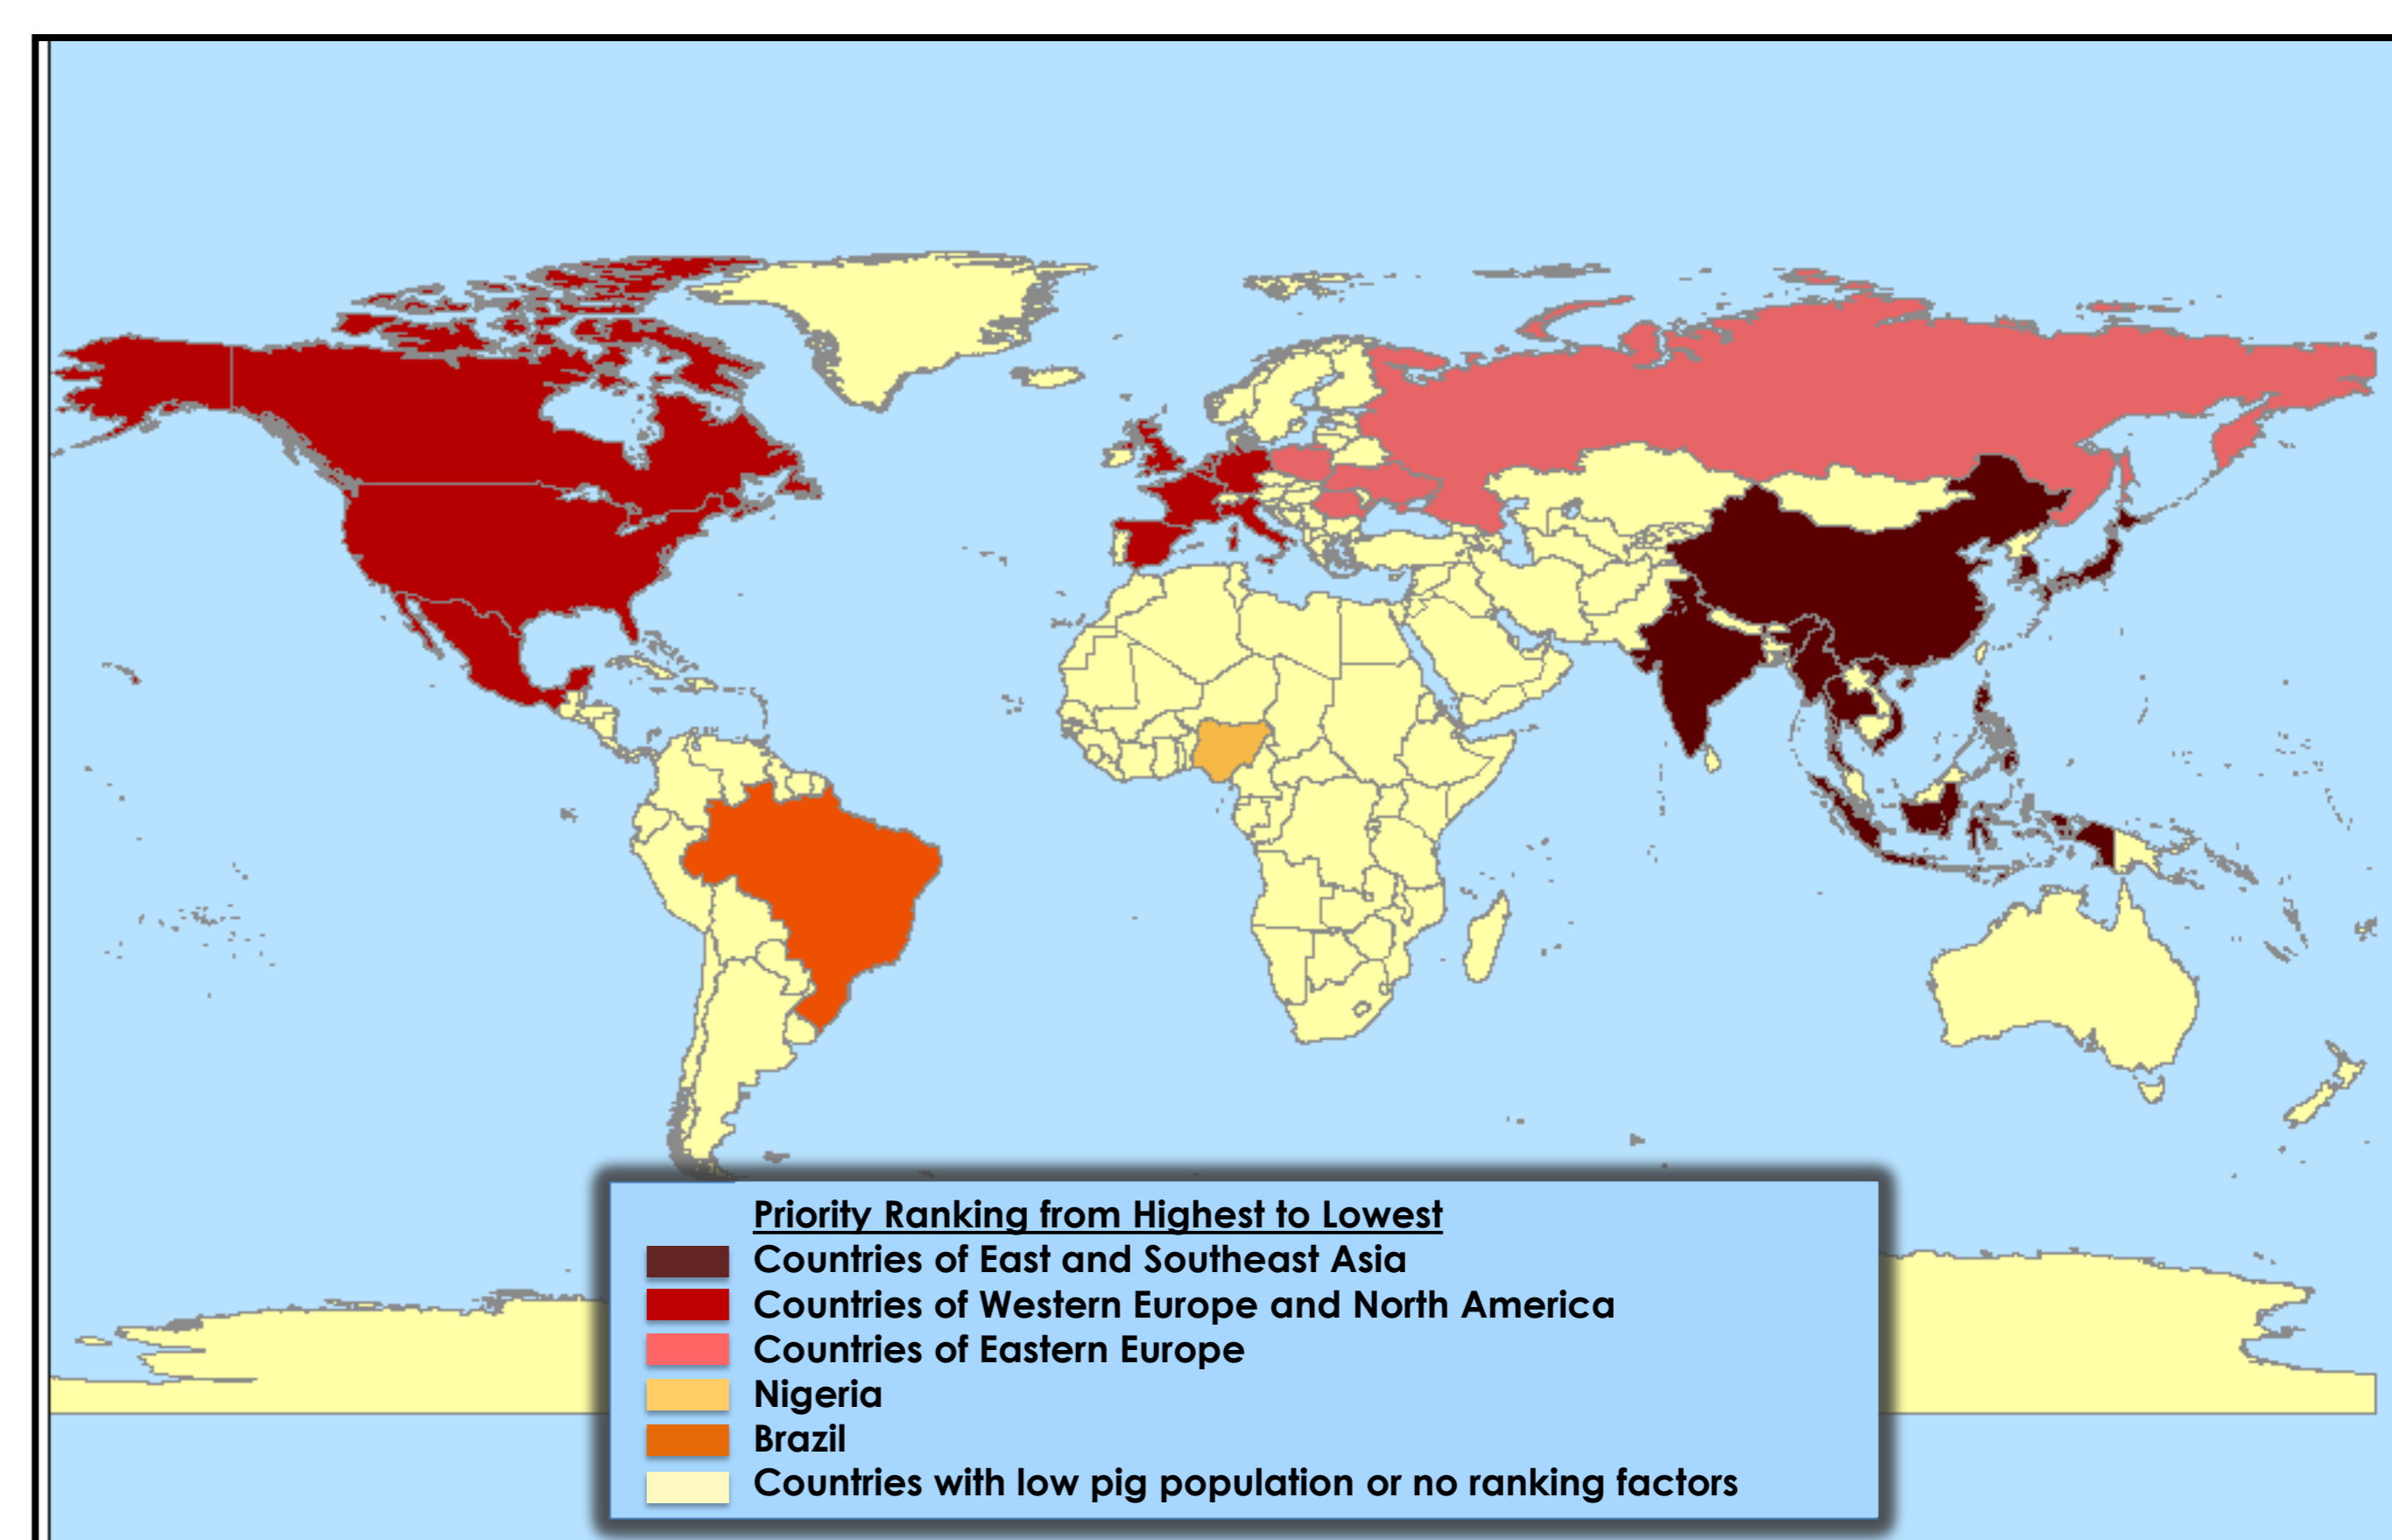 Priority Ranking from Highest to Lowest
Countries of East and Southeast Asia
Countries of Western Europe and North America
Countries of Eastern Europe
Nigeria
Brazil
Countries with low pig population or no ranking factors